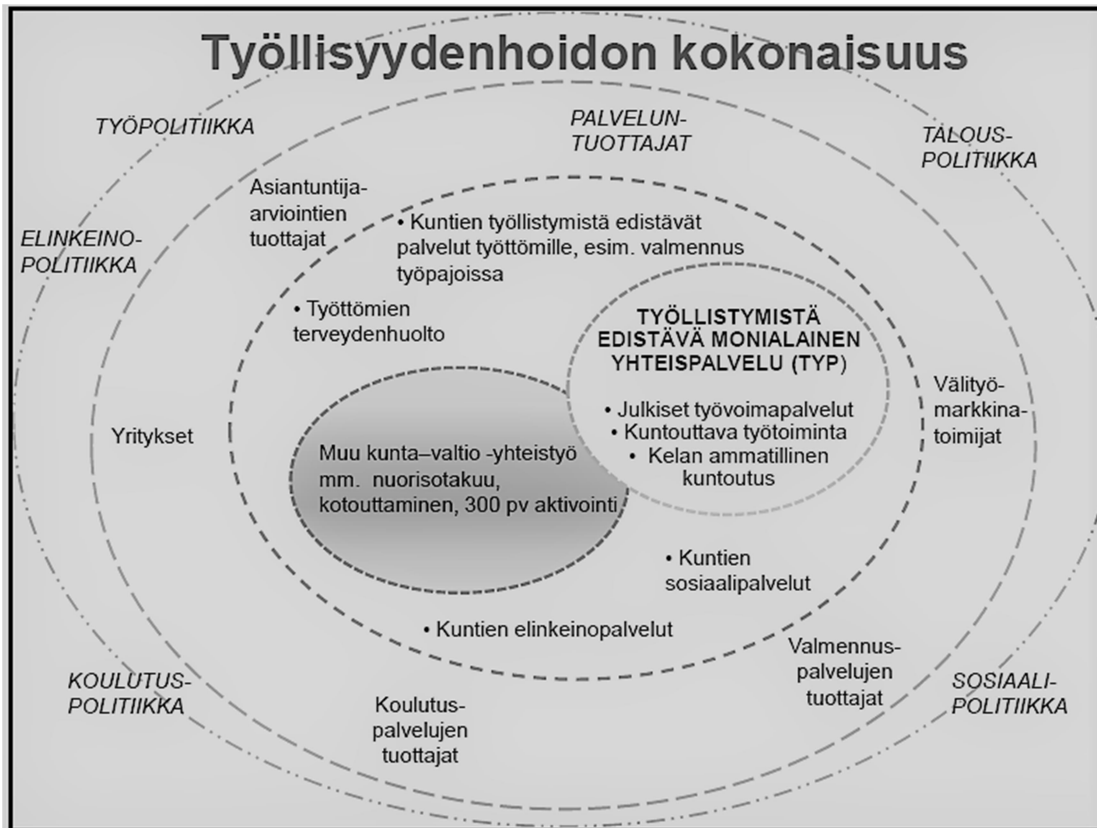 Työllisyydenhoidon kokonaisuus
TYÖPOLITIIKKA
PALVELUN-
TUOTTAJAT
TALOUS-
POLITIIKKA
ELINKEINO-
POLITIIKKA
Asiantuntija-
arviointien
tuottajat
• Kuntien työllistymistä edistävät
palvelut työttömille, esim. valmennus
työpajoissa
• Työttömien
terveydenhuolto
TYÖLLISTYMISTÄ
EDISTÄVÄ MONIALAINEN
YHTEISPALVELU (TYP)
• Julkiset työvoimapalvelut
• Kuntouttava työtoiminta
• Kelan ammatillinen
kuntoutus
Välityö-
markkina-
toimijat
Yritykset
Muu kunta–valtio -yhteistyö
mm. nuorisotakuu,
kotouttaminen, 300 pv aktivointi
• Kuntien
sosiaalipalvelut
• Kuntien elinkeinopalvelut
Valmennus-
palvelujen
tuottajat
KOULUTUS-
POLITIIKKA
Koulutus-
palvelujen
tuottajat
SOSIAALI-
POLITIIKKA